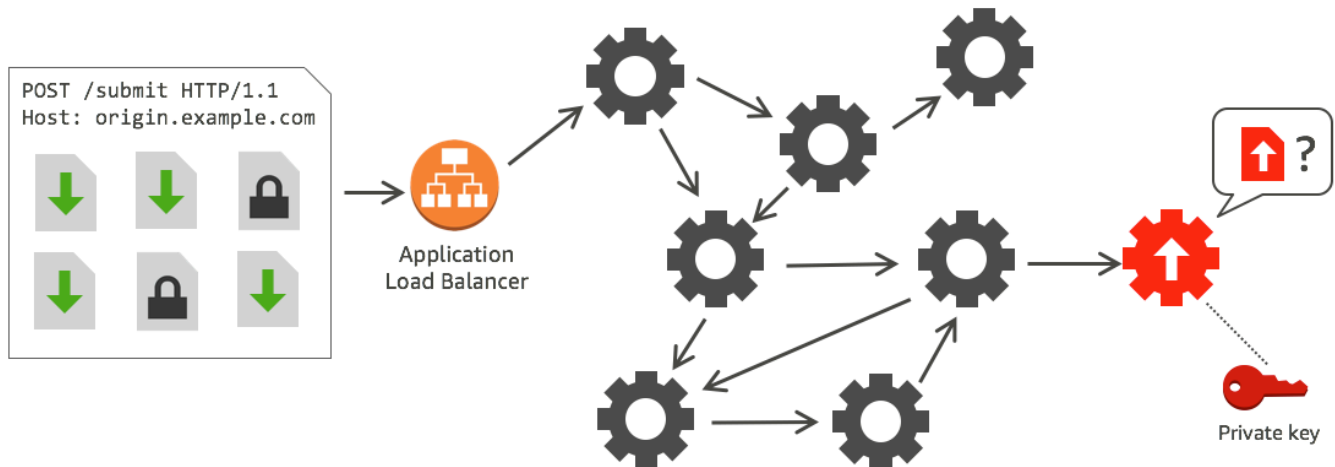 POST /submit HTTP/1.1
Host: origin.example.com
Application
Load Balancer
?
Private key